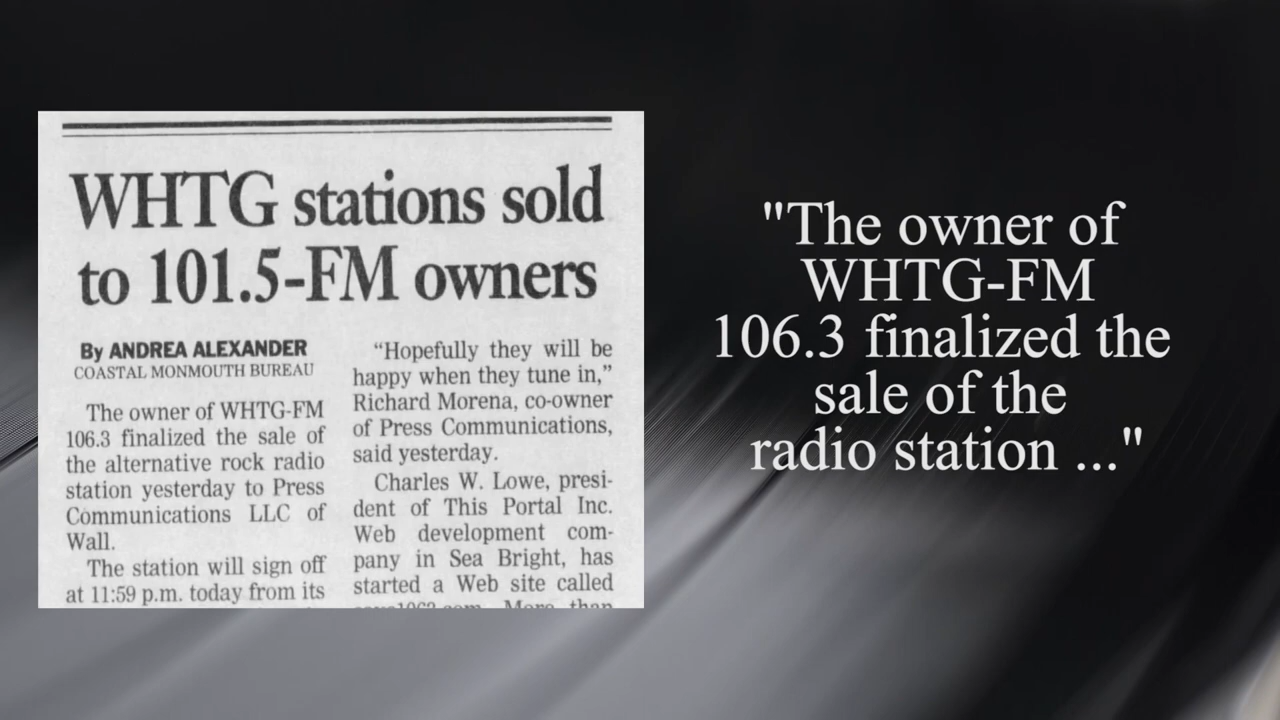 WHTG stations sold
to 101.5-FM owners
By ANDREA ALEXANDER
COASTAL MONMOUTH BUREAU
The owner of WHTG-FM
106.3 finalized the sale of
the alternative rock radio
station yesterday to Press
Communications LLC of
Wall.
The station will sign off
at 11:59 p.m. today from its
“Hopefully they will be
happy when they tune in,”
Richard Morena, co-owner
of Press Communications,
said yesterday.
Charles W. Lowe, presi-
dent of This Portal Inc.
Web development com-
pany in Sea Bright, has
started a Web site called
More than
"The owner of
WHTG-FM
106.3 finalized the
sale of the
radio station ..."